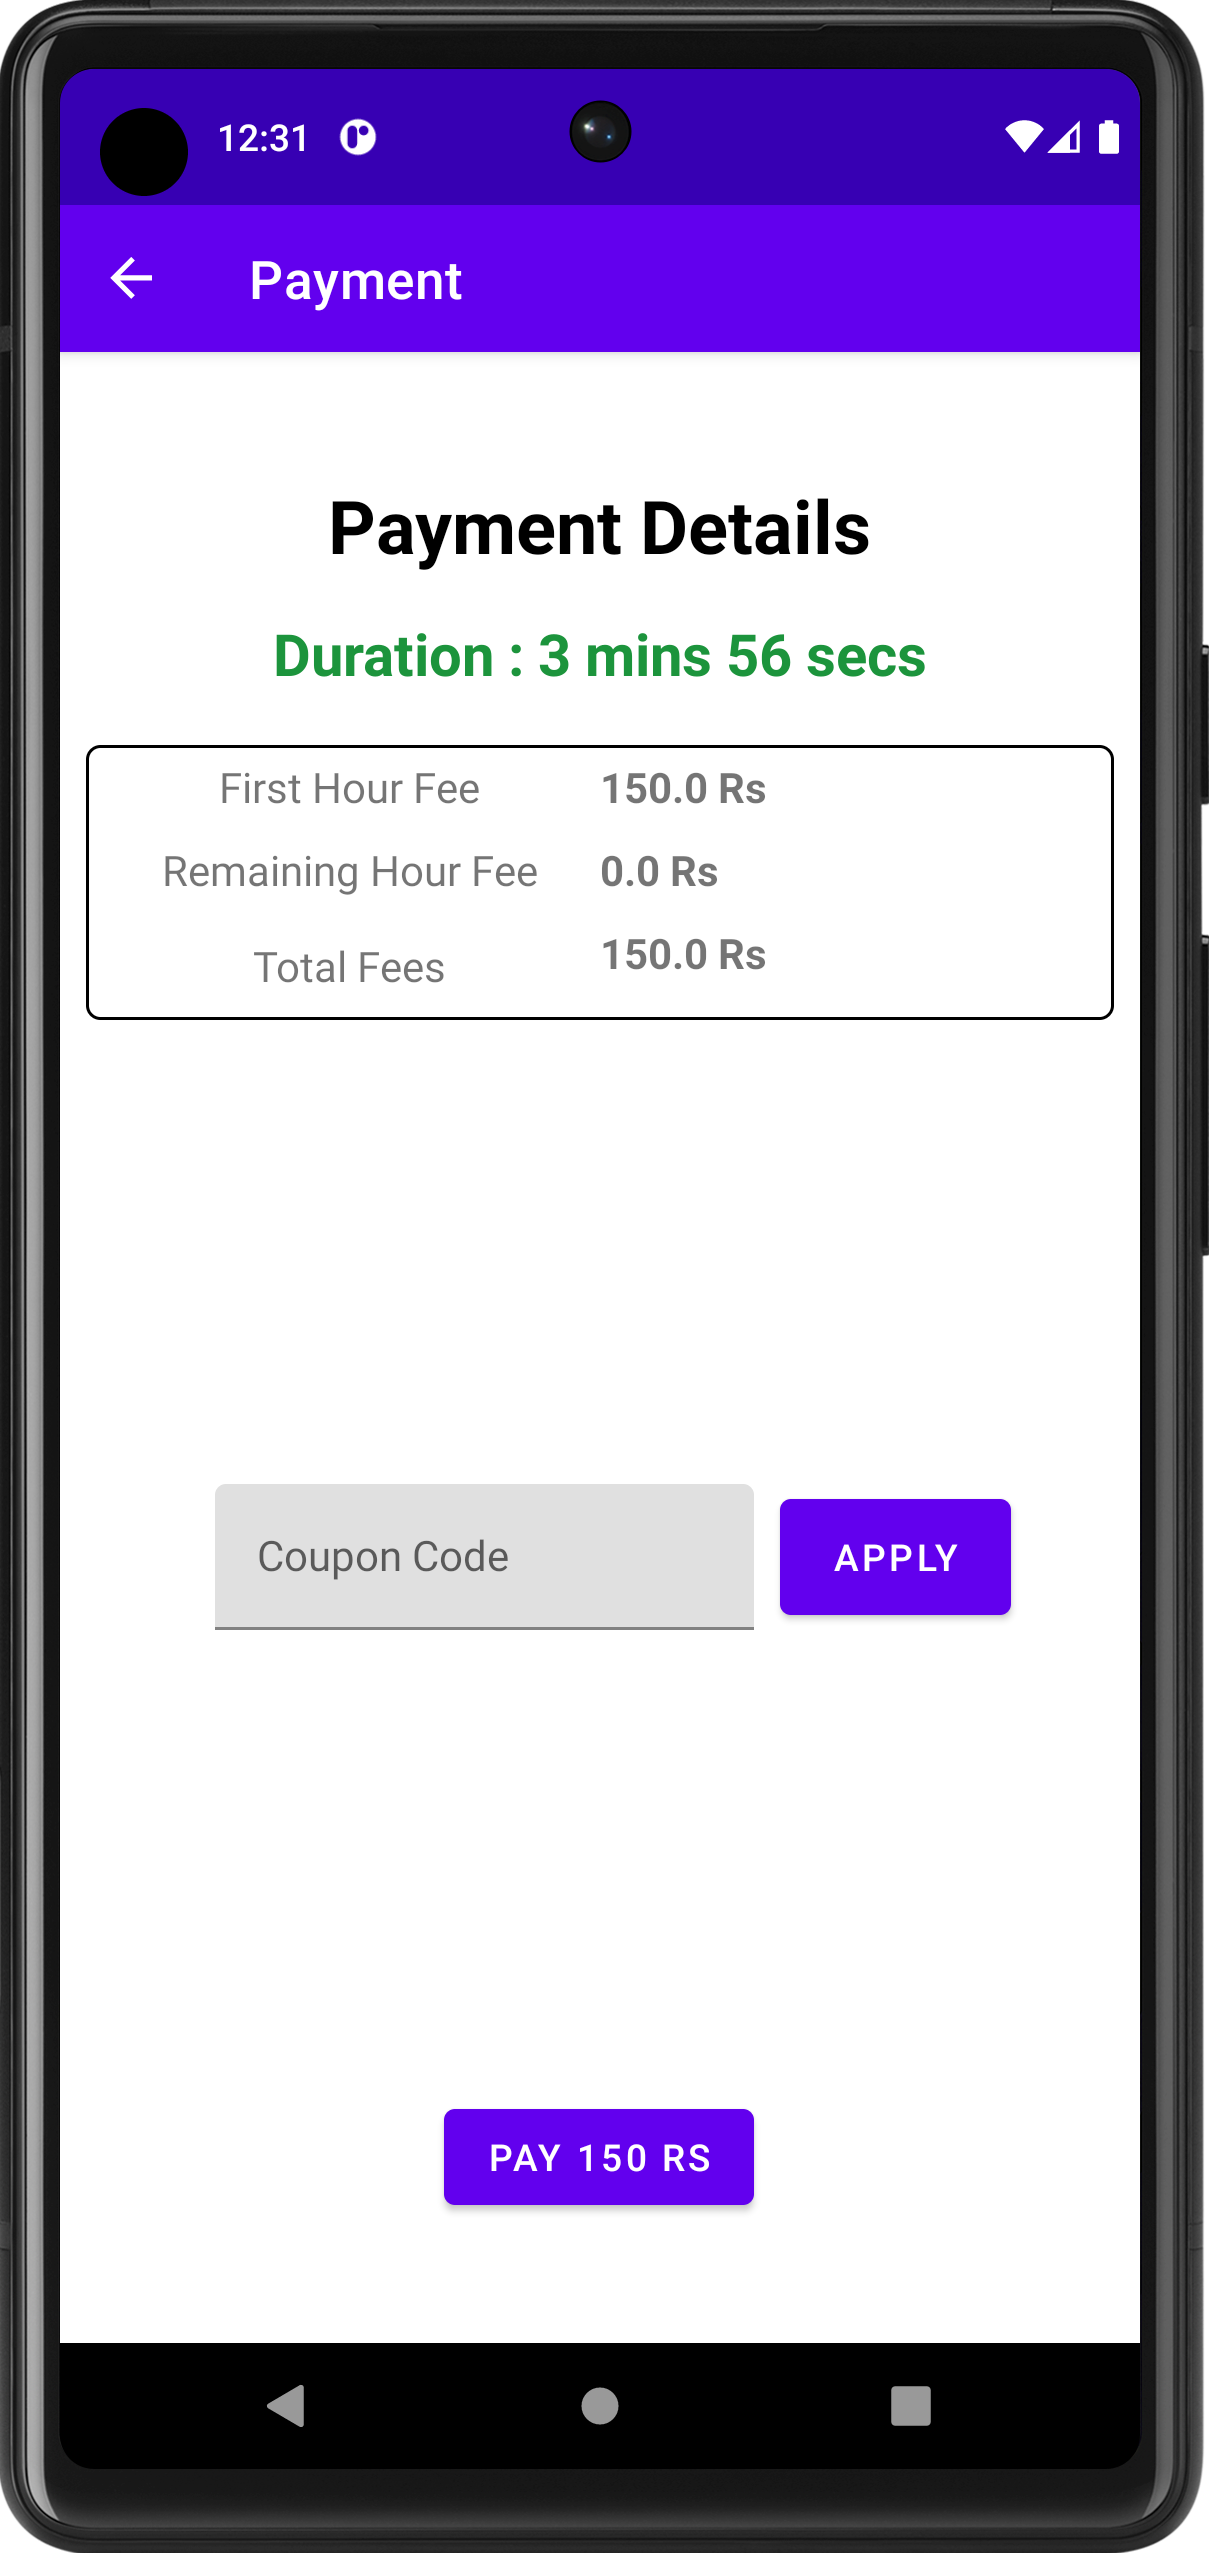 12:31
Payment
Payment Details
Duration : 3 mins 56 secs
First Hour Fee 150.0 Rs
Remaining Hour Fee 0.0 Rs
Total Fees 150.0 Rs
Coupon Code APPLY
PAY 150 RS